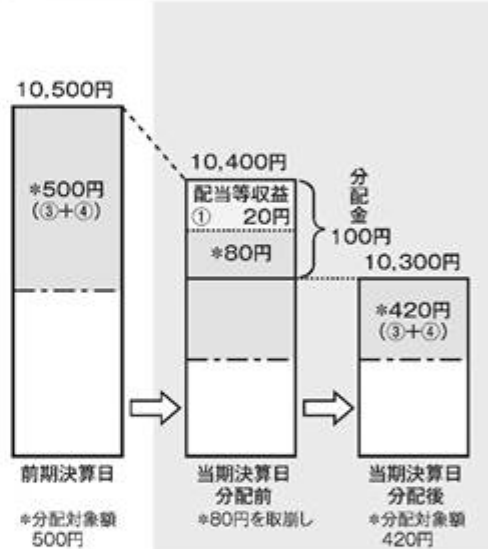 10,500円
*500円
(③+④)
前期決算日
*分配対象額
500円
10,400円
配当等収益
① 20円
*80円
分配金
100円
当期決算日
分配前
*80円を取崩し
10,300円
*420円
(③+④)
当期決算日
分配後
*分配対象額
420円